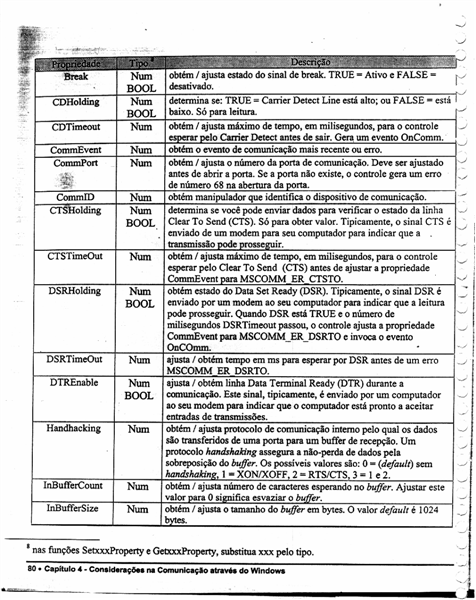 Propriedade Tipo 8 Descrição
Break Num BOOL obtém / ajusta estado do sinal de break. TRUE = Ativo e FALSE =
desativado.
CDHolding Num BOOL determina se: TRUE = Carrier Detect Line está alto; ou FALSE = está
baixo. Só para leitura.
CDTimeout Num obtém / ajusta máximo de tempo, em milisegundos, para o controle
esperar pelo Carrier Detect antes de sair. Gera um evento OnComm.
CommEvent Num obtém o evento de comunicação mais recente ou erro.
CommPort Num obtém / ajusta o número da porta de comunicação. Deve ser ajustado
antes de abrir a porta. Se a porta não existe, o controle gera um erro
de número 68 na abertura da porta.
CommID Num obtém manipulador que identifica o dispositivo de comunicação.
CTSHolding Num BOOL determina se você pode enviar dados para verificar o estado da linha
Clear To Send (CTS). Só para obter valor. Tipicamente, o sinal CTS é
enviado de um modem para seu computador para indicar que a
transmissão pode prosseguir.
CTSTimeOut Num obtém / ajusta máximo de tempo, em milisegundos, para o controle
esperar pelo Clear To Send (CTS) antes de ajustar a propriedade
CommEvent para MSCOMM_ER_CTSTO.
DSRHolding Num BOOL obtém estado do Data Set Ready (DSR). Tipicamente, o sinal DSR é
enviado por um modem ao seu computador para indicar que a leitura
pode prosseguir. Quando DSR está TRUE e o número de
milisegundos DSRTimeout passou, o controle ajusta a propriedade
CommEvent para MSCOMM_ER_DSRTO e invoca o evento
OnCOmm.
DSRTimeOut Num ajusta / obtém tempo em ms para esperar por DSR antes de um erro
MSCOMM_ER_DSRTO.
DTREnable Num BOOL ajusta / obtém linha Data Terminal Ready (DTR) durante a
comunicação. Este sinal, tipicamente, é enviado por um computador
ao seu modem para indicar que o computador está pronto a aceitar
entradas de transmissões.
Handhacking Num obtém / ajusta protocolo de comunicação interno pelo qual os dados
são transferidos de uma porta para um buffer de recepção. Um
protocolo handshaking assegura a não-perda de dados pela
sobreposição do buffer. Os possíveis valores são: 0 = (default) sem
handshaking, 1 = XON/XOFF, 2 = RTS/CTS, 3 = 1 e 2.
InBufferCount Num obtém / ajusta número de caracteres esperando no buffer. Ajustar este
valor para 0 significa esvaziar o buffer.
InBufferSize Num obtém / ajusta o tamanho do buffer em bytes. O valor default é 1024
bytes.
8 nas funções SetxxxProperty e GetxxxProperty, substitua xxx pelo tipo.
80 • Capítulo 4 - Considerações na Comunicação através do Windows